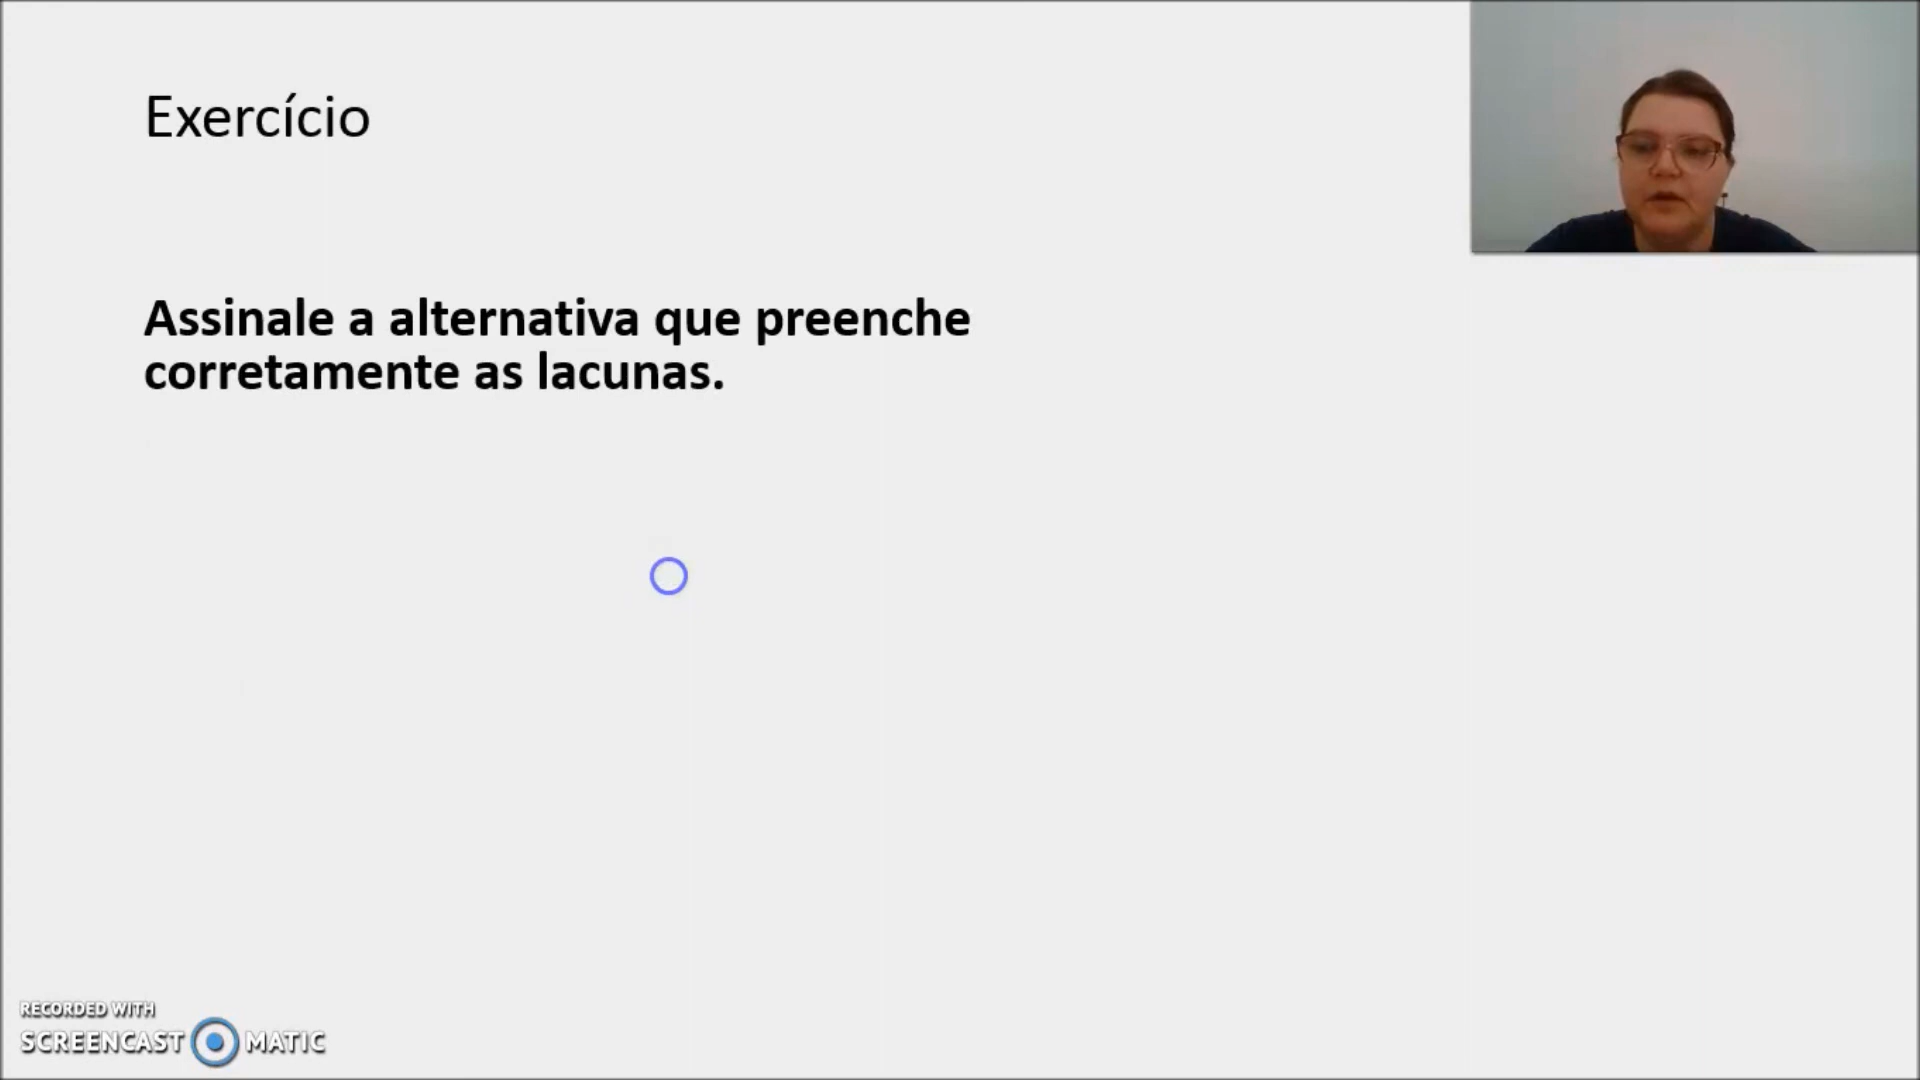 Exercício
Assinale a alternativa que preenche
corretamente as lacunas.
RECORDED WITH
SCREENCAST MATIC